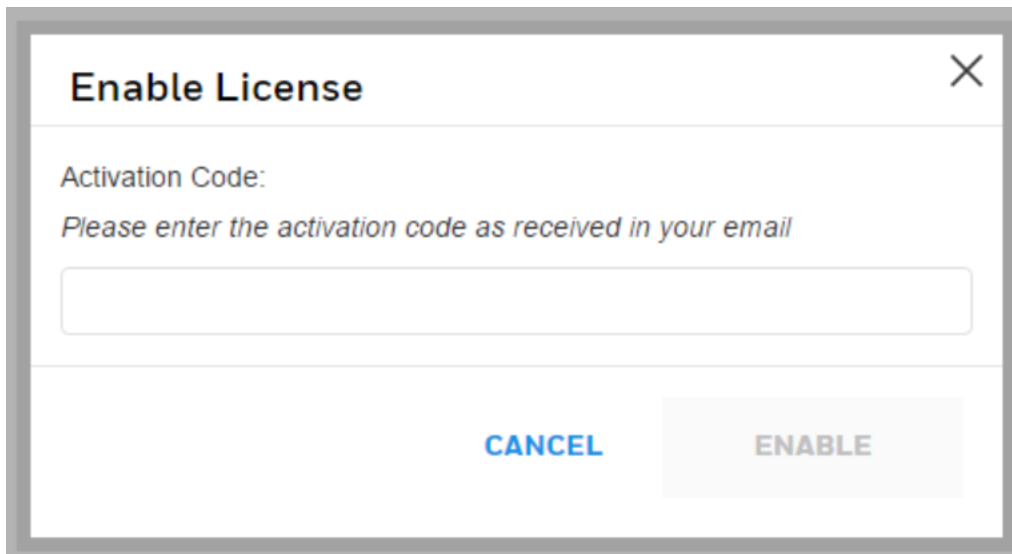 Enable License
Activation Code:
Please enter the activation code as received in your email
CANCEL ENABLE